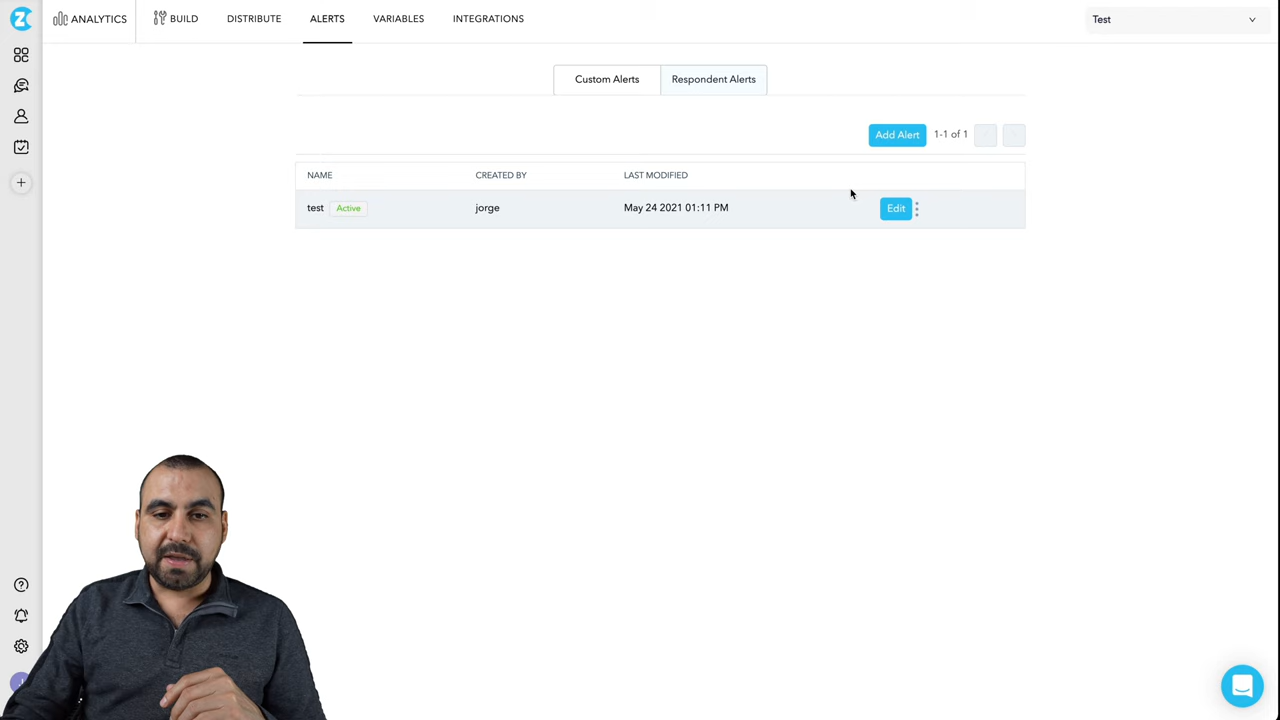 ANALYTICS BUILD DISTRIBUTE ALERTS VARIABLES INTEGRATIONS Test
Custom Alerts Respondent Alerts
Add Alert 1-1 of 1
NAME CREATED BY LAST MODIFIED
test Active jorge May 24 2021 01:11 PM Edit